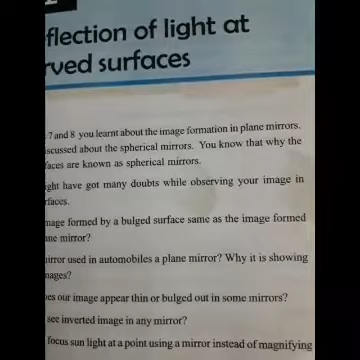 flection of light at
rved surfaces
7 and 8 you learnt about the image formation in plane mirrors.
scussed about the spherical mirrors. You know that why the
faces are known as spherical mirrors.
ght have got many doubts while observing your image in
rfaces.
mage formed by a bulged surface same as the image formed
ane mirror?
irror used in automobiles a plane mirror? Why it is showing
mages?
es our image appear thin or bulged out in some mirrors?
see inverted image in any mirror?
focus sun light at a point using a mirror instead of magnifying